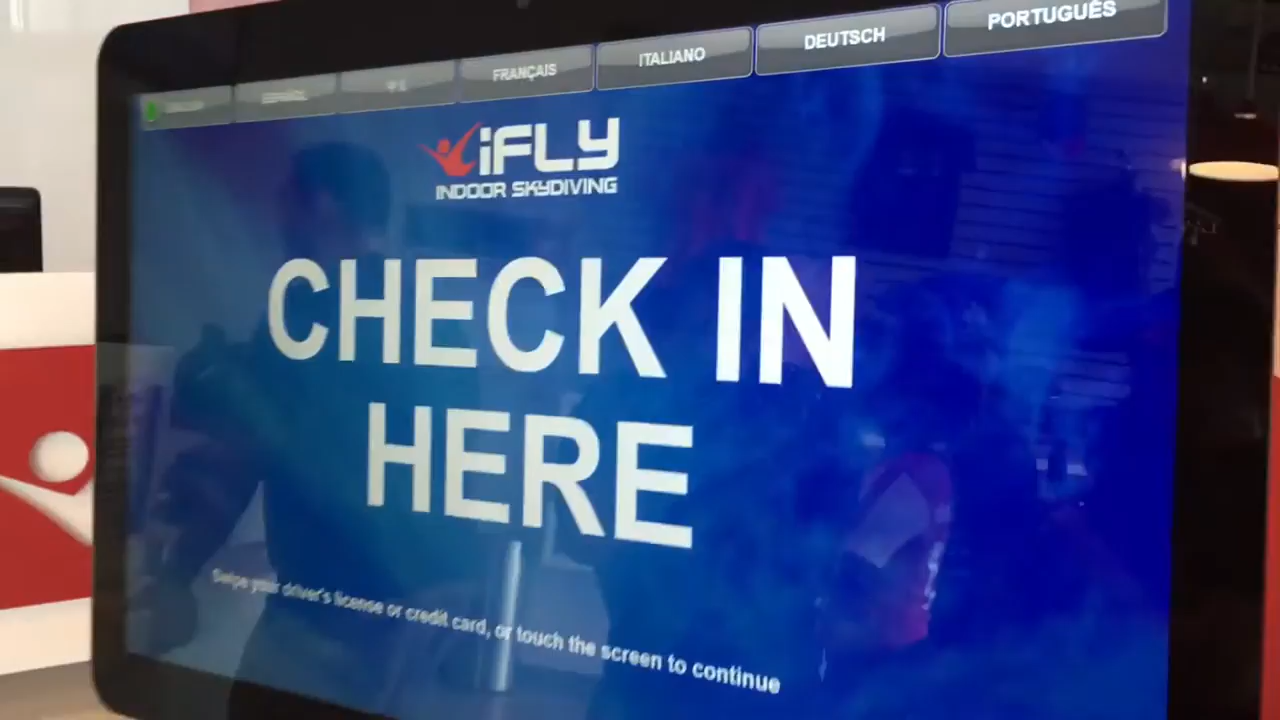 ESPAÑOL
FRANÇAIS
ITALIANO
DEUTSCH
PORTUGUÊS
iFLY
INDOOR SKYDIVING
CHECK IN
HERE
Swipe your driver's license or credit card, or touch the screen to continue